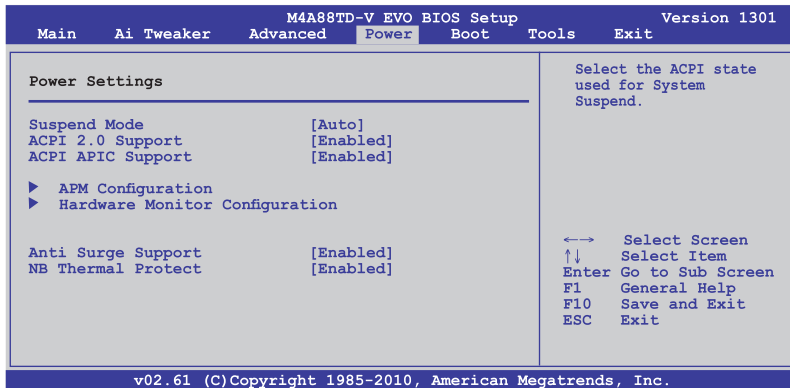 M4A88TD-V EVO BIOS Setup Version 1301
Main Ai Tweaker Advanced Power Boot Tools Exit
Power Settings
Suspend Mode [Auto]
ACPI 2.0 Support [Enabled]
ACPI APIC Support [Enabled]
▶ APM Configuration
▶ Hardware Monitor Configuration
Anti Surge Support [Enabled]
NB Thermal Protect [Enabled]
Select the ACPI state
used for System
Suspend.
←→ Select Screen
↑↓ Select Item
Enter Go to Sub Screen
F1 General Help
F10 Save and Exit
ESC Exit
v02.61 (C)Copyright 1985-2010, American Megatrends, Inc.